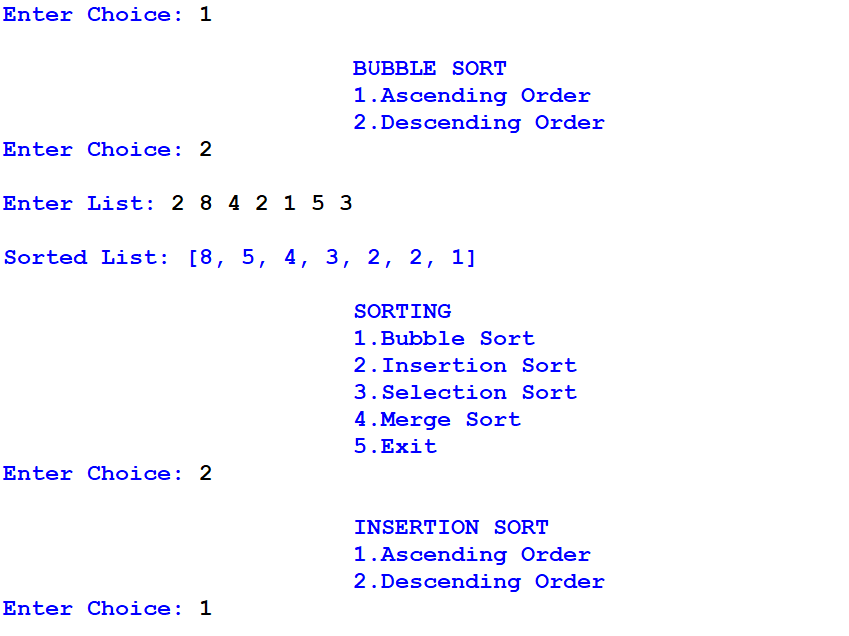 Enter Choice: 1
BUBBLE SORT
1.Ascending Order
2.Descending Order
Enter Choice: 2
Enter List: 2 8 4 2 1 5 3
Sorted List: [8, 5, 4, 3, 2, 2, 1]
SORTING
1.Bubble Sort
2.Insertion Sort
3.Selection Sort
4.Merge Sort
5.Exit
Enter Choice: 2
INSERTION SORT
1.Ascending Order
2.Descending Order
Enter Choice: 1